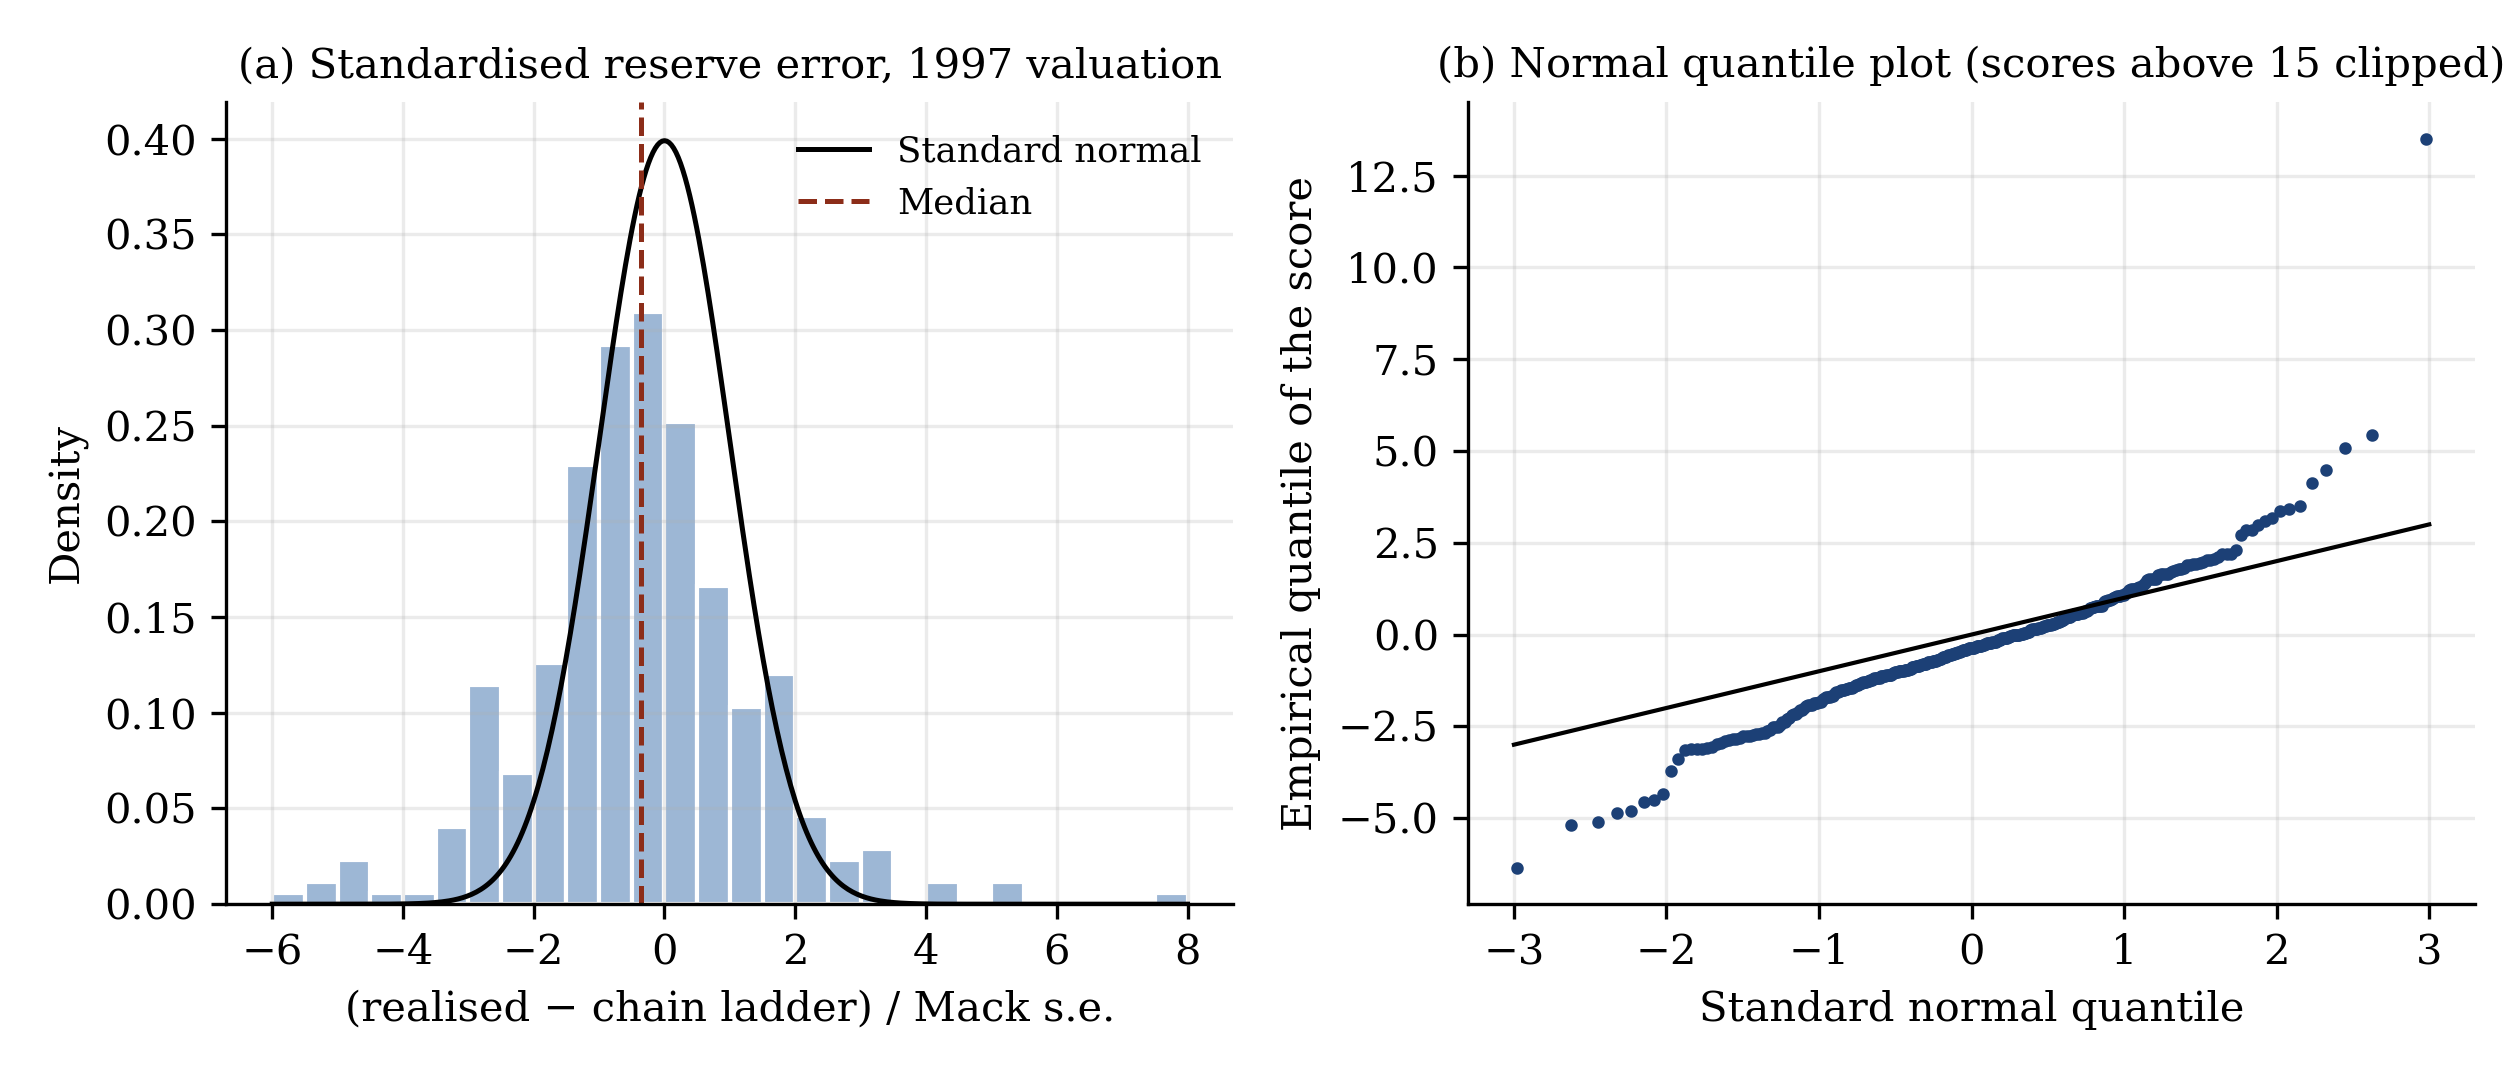 (a) Standardised reserve error, 1997 valuation
Density
0.40
0.35
0.30
0.25
0.20
0.15
0.10
0.05
0.00
Standard normal
Median
−6 −4 −2 0 2 4 6 8
(realised − chain ladder) / Mack s.e.
(b) Normal quantile plot (scores above 15 clipped)
Empirical quantile of the score
12.5
10.0
7.5
5.0
2.5
0.0
−2.5
−5.0
−3 −2 −1 0 1 2 3
Standard normal quantile